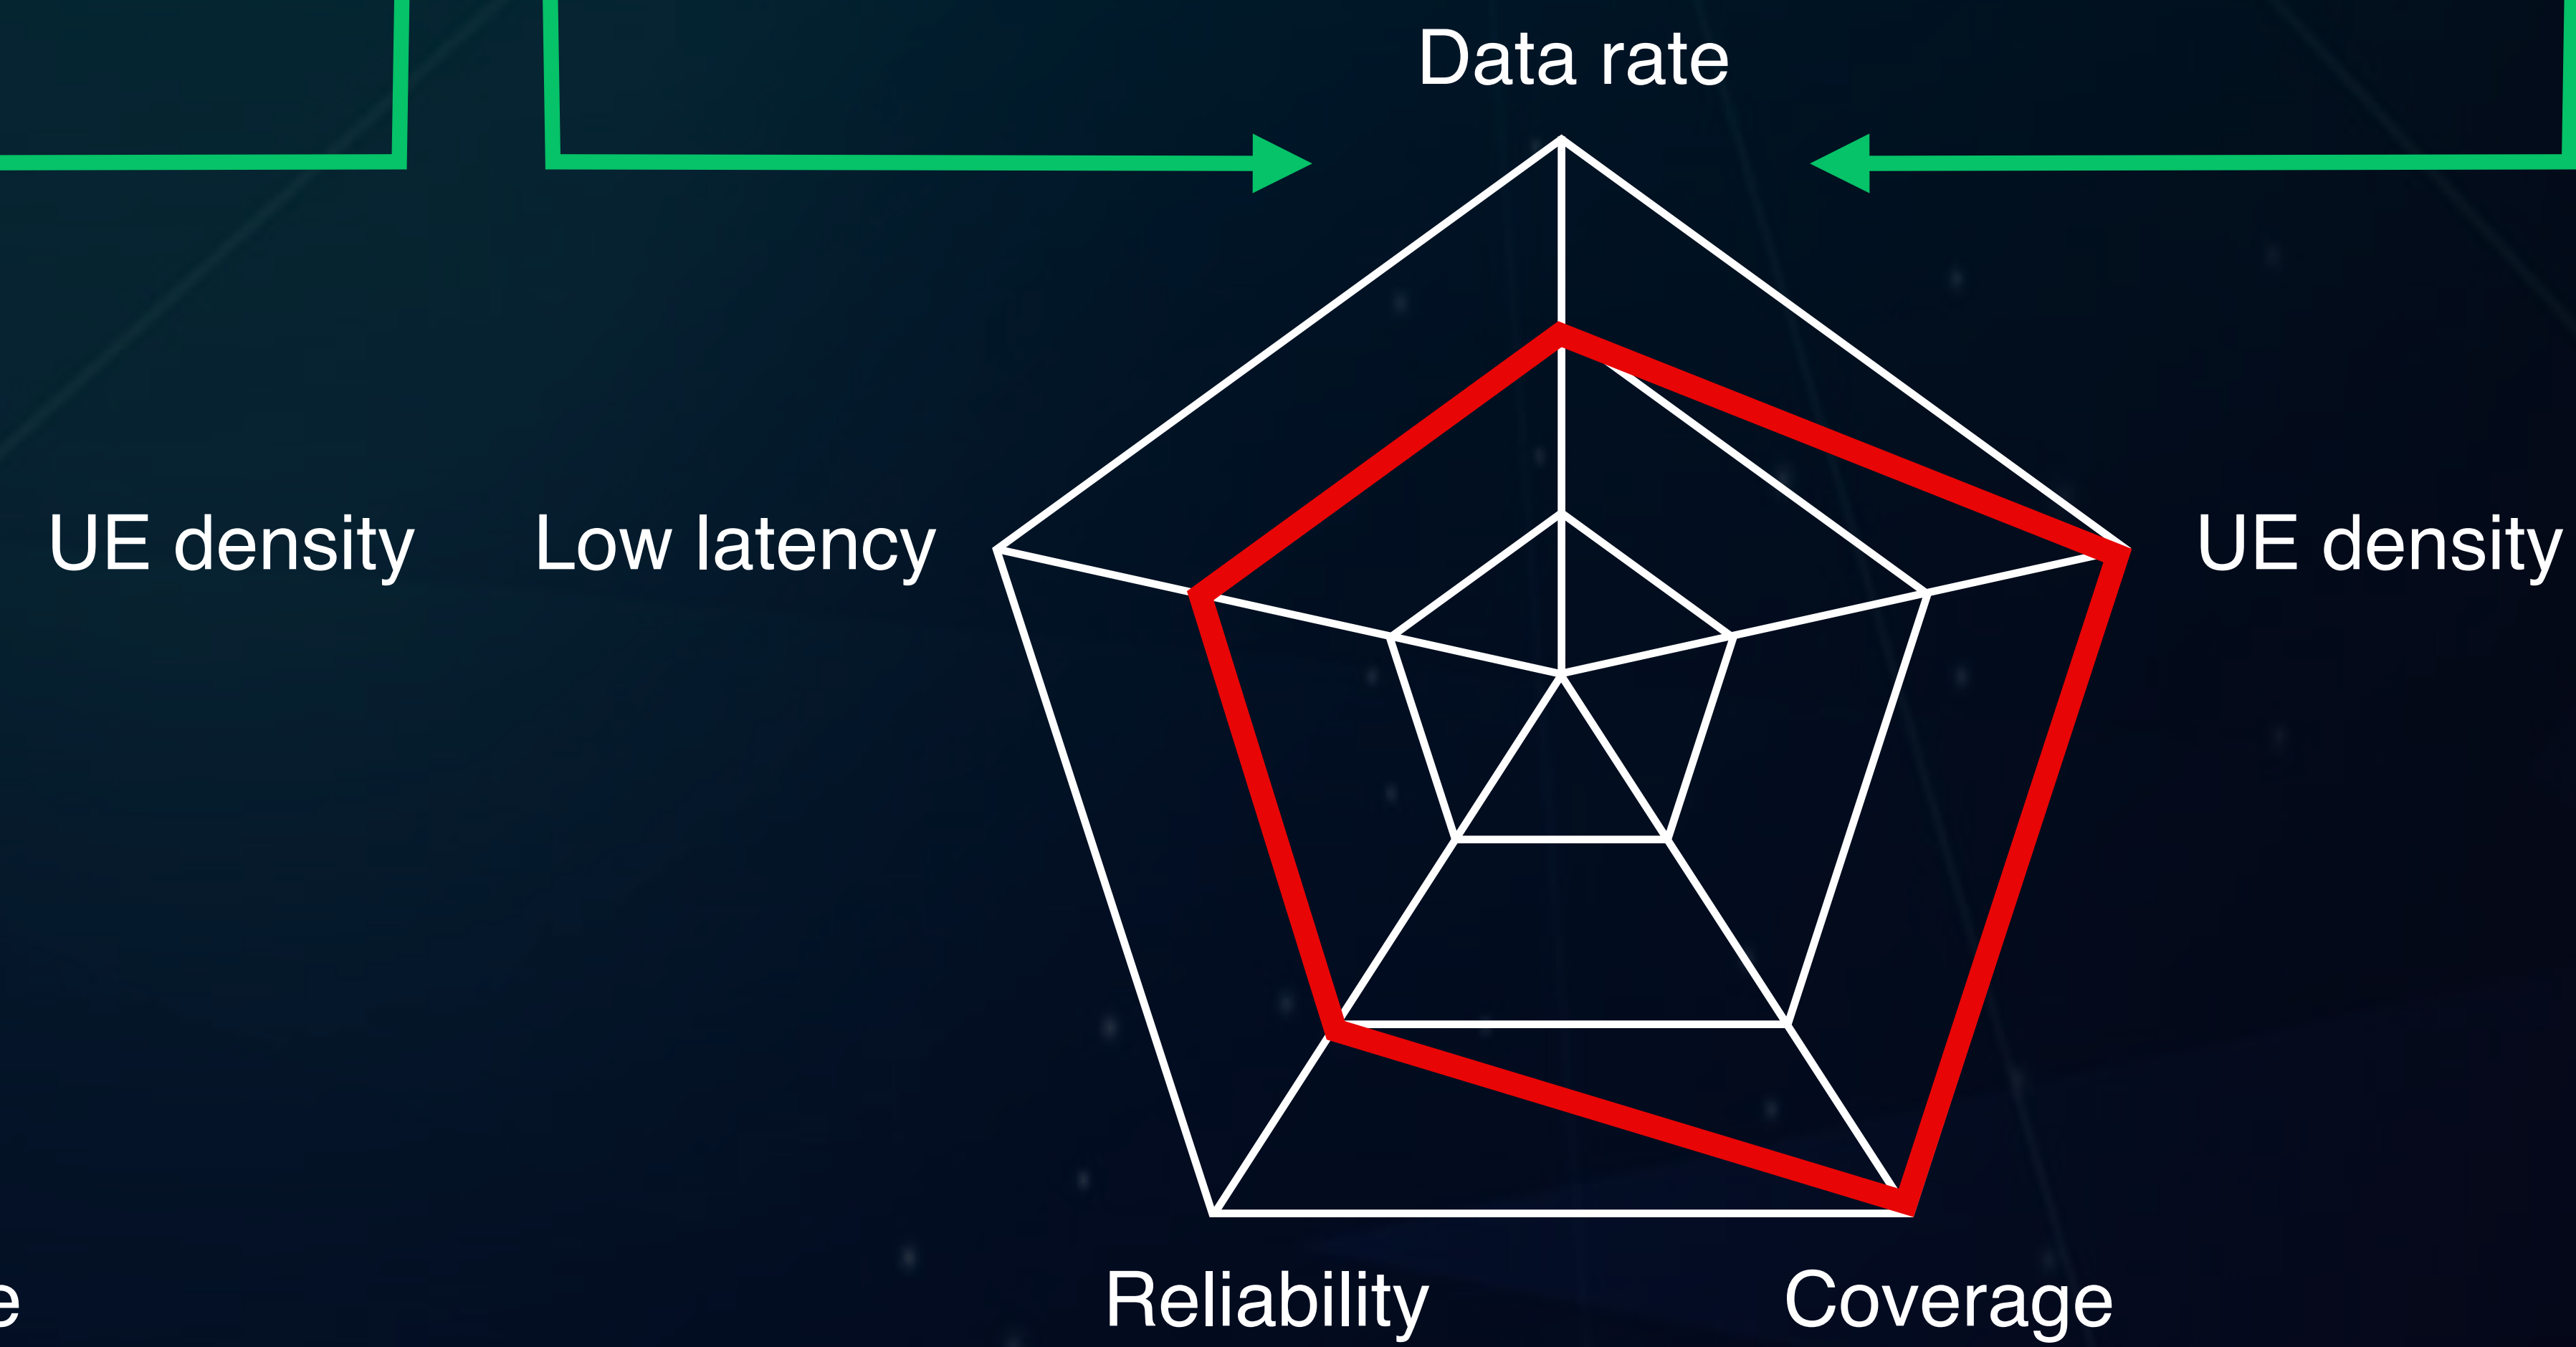 Data rate
UE density
Low latency
UE density
e
Reliability
Coverage